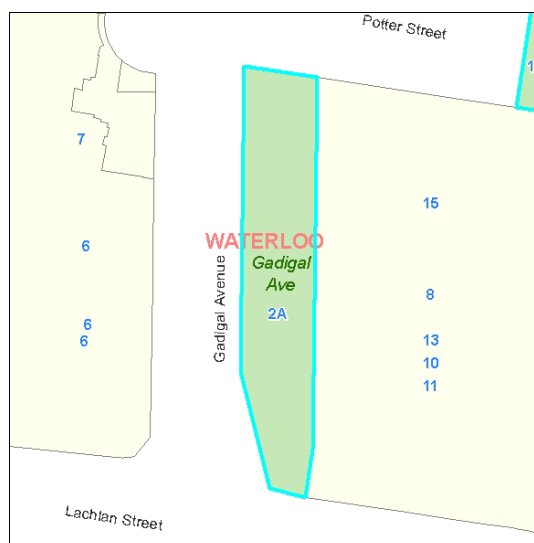 Potter Street
1
7
15
WATERLOO
6
Gadigal
Ave
Gadigal Avenue
8
2A
6
13
6
10
11
Lachlan Street